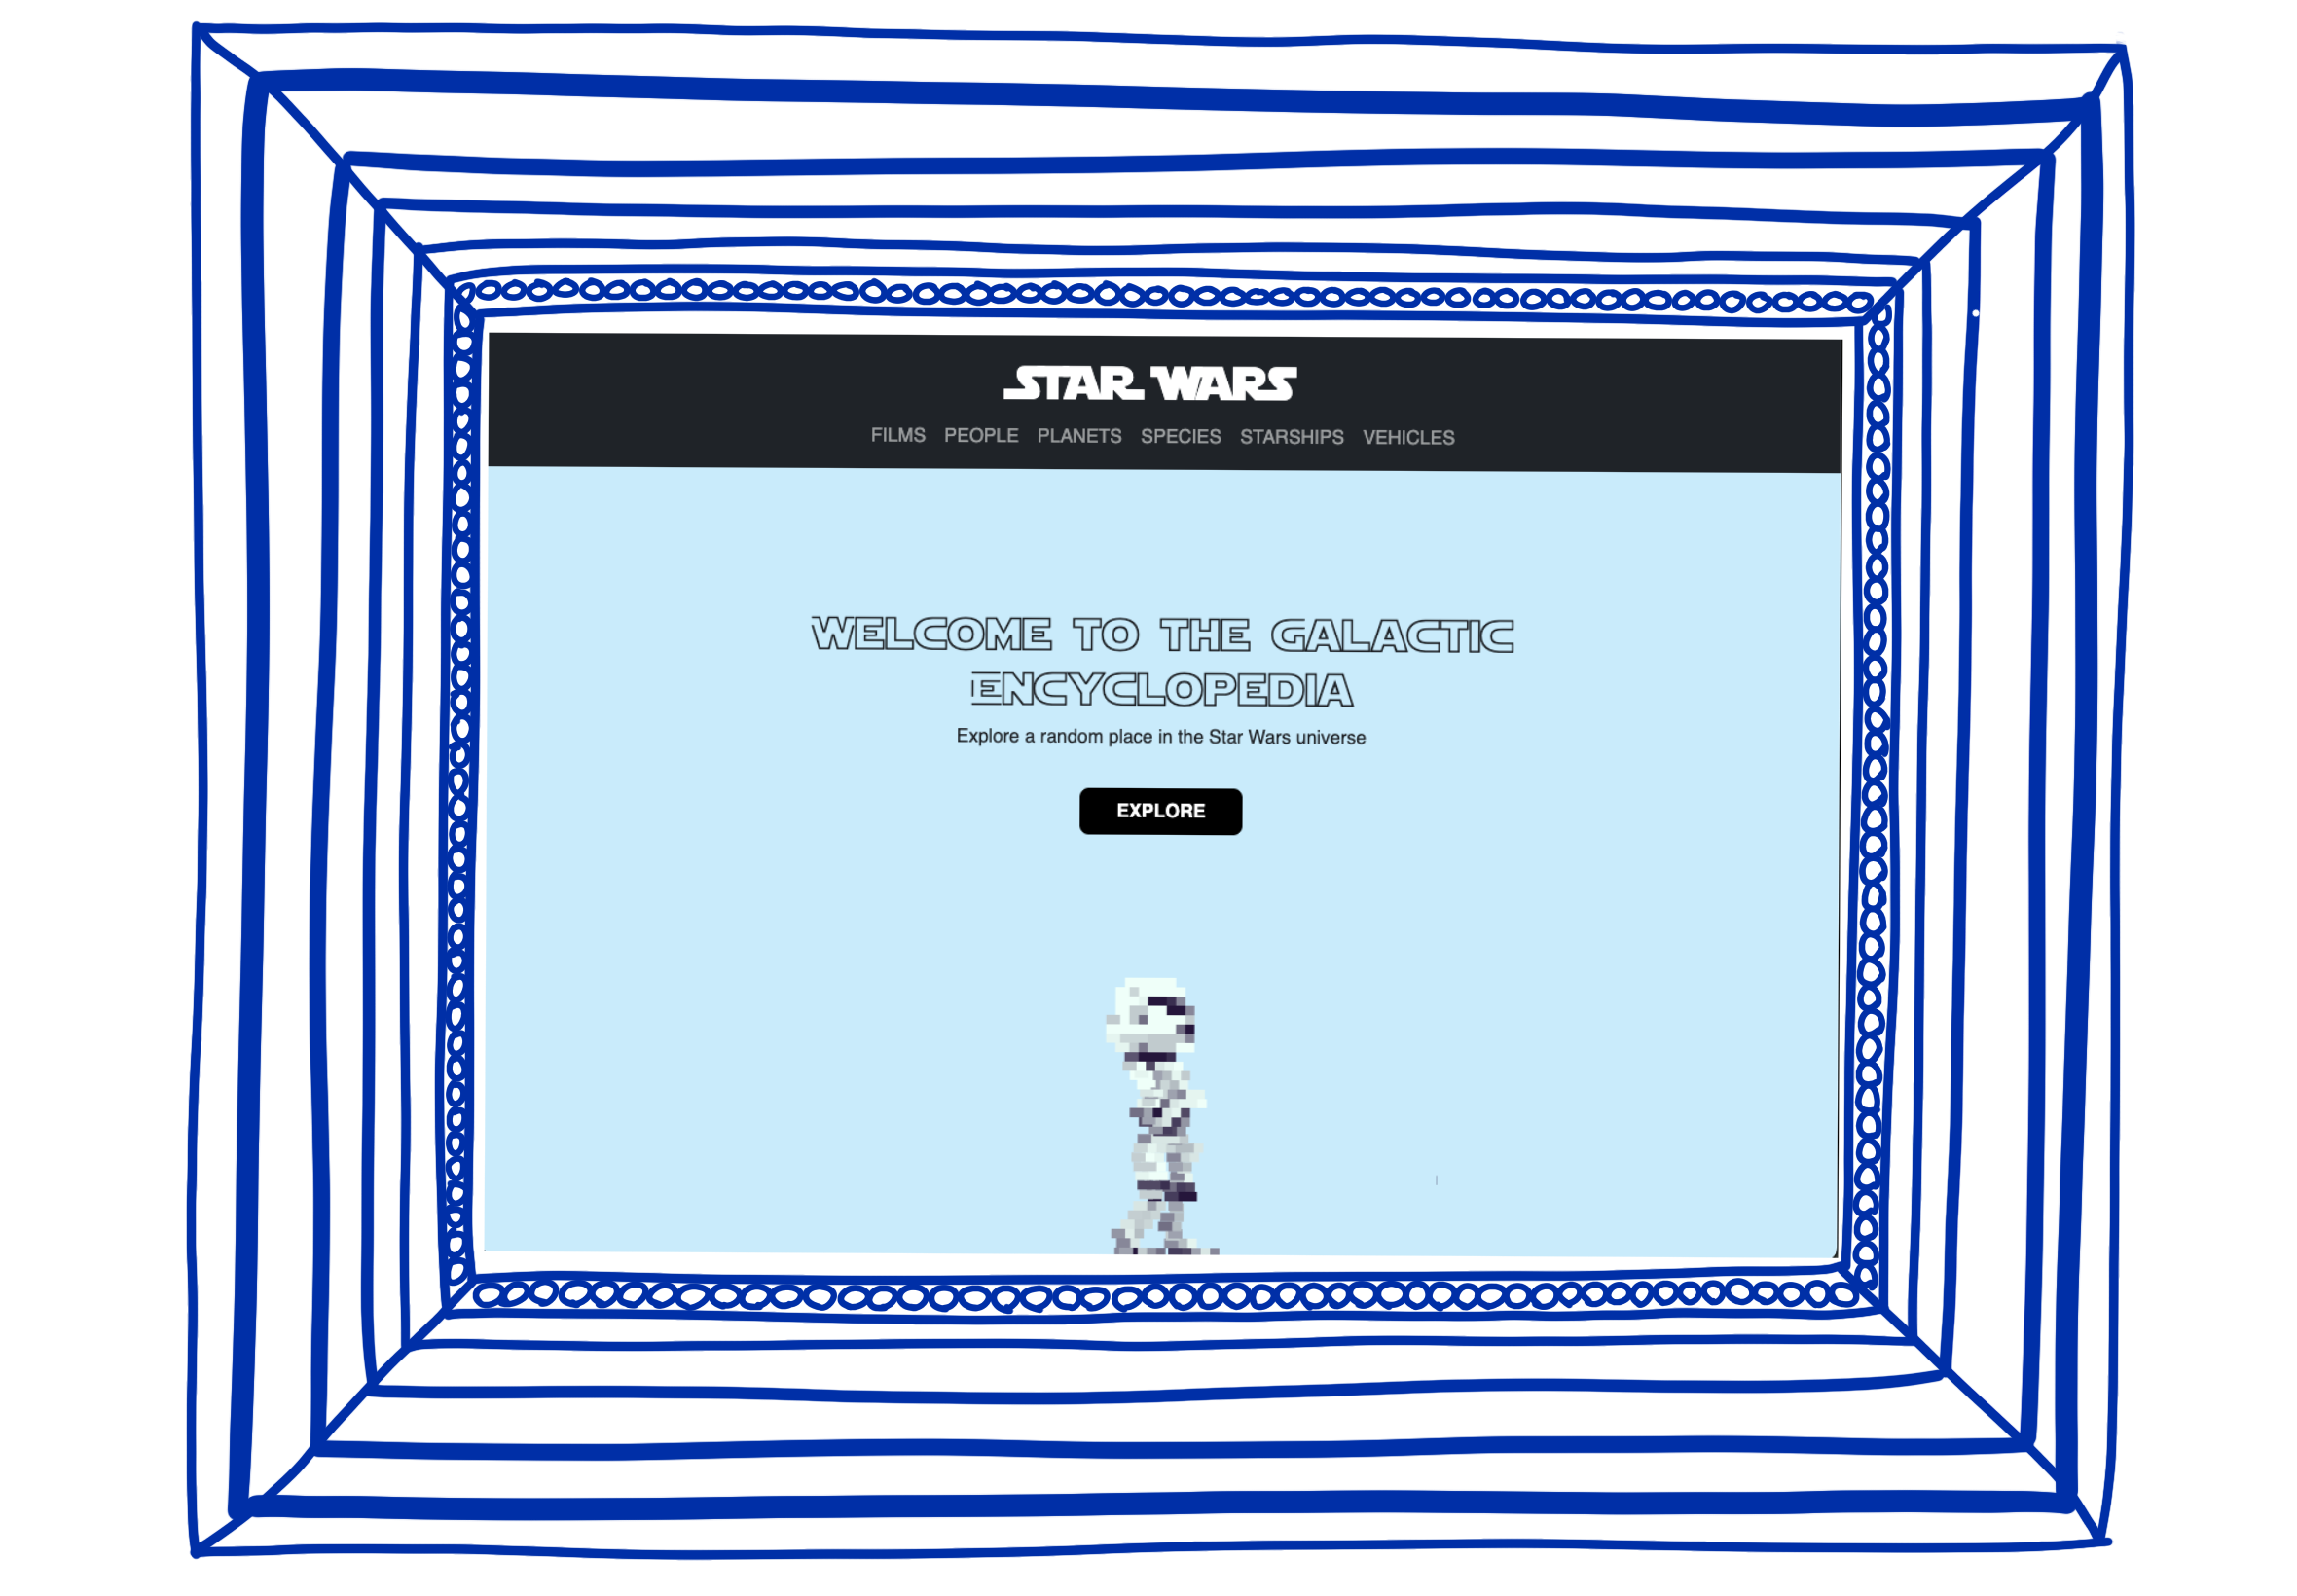 STAR WARS
FILMS PEOPLE PLANETS SPECIES STARSHIPS VEHICLES
WELCOME TO THE GALACTIC
ENCYCLOPEDIA
Explore a random place in the Star Wars universe
EXPLORE